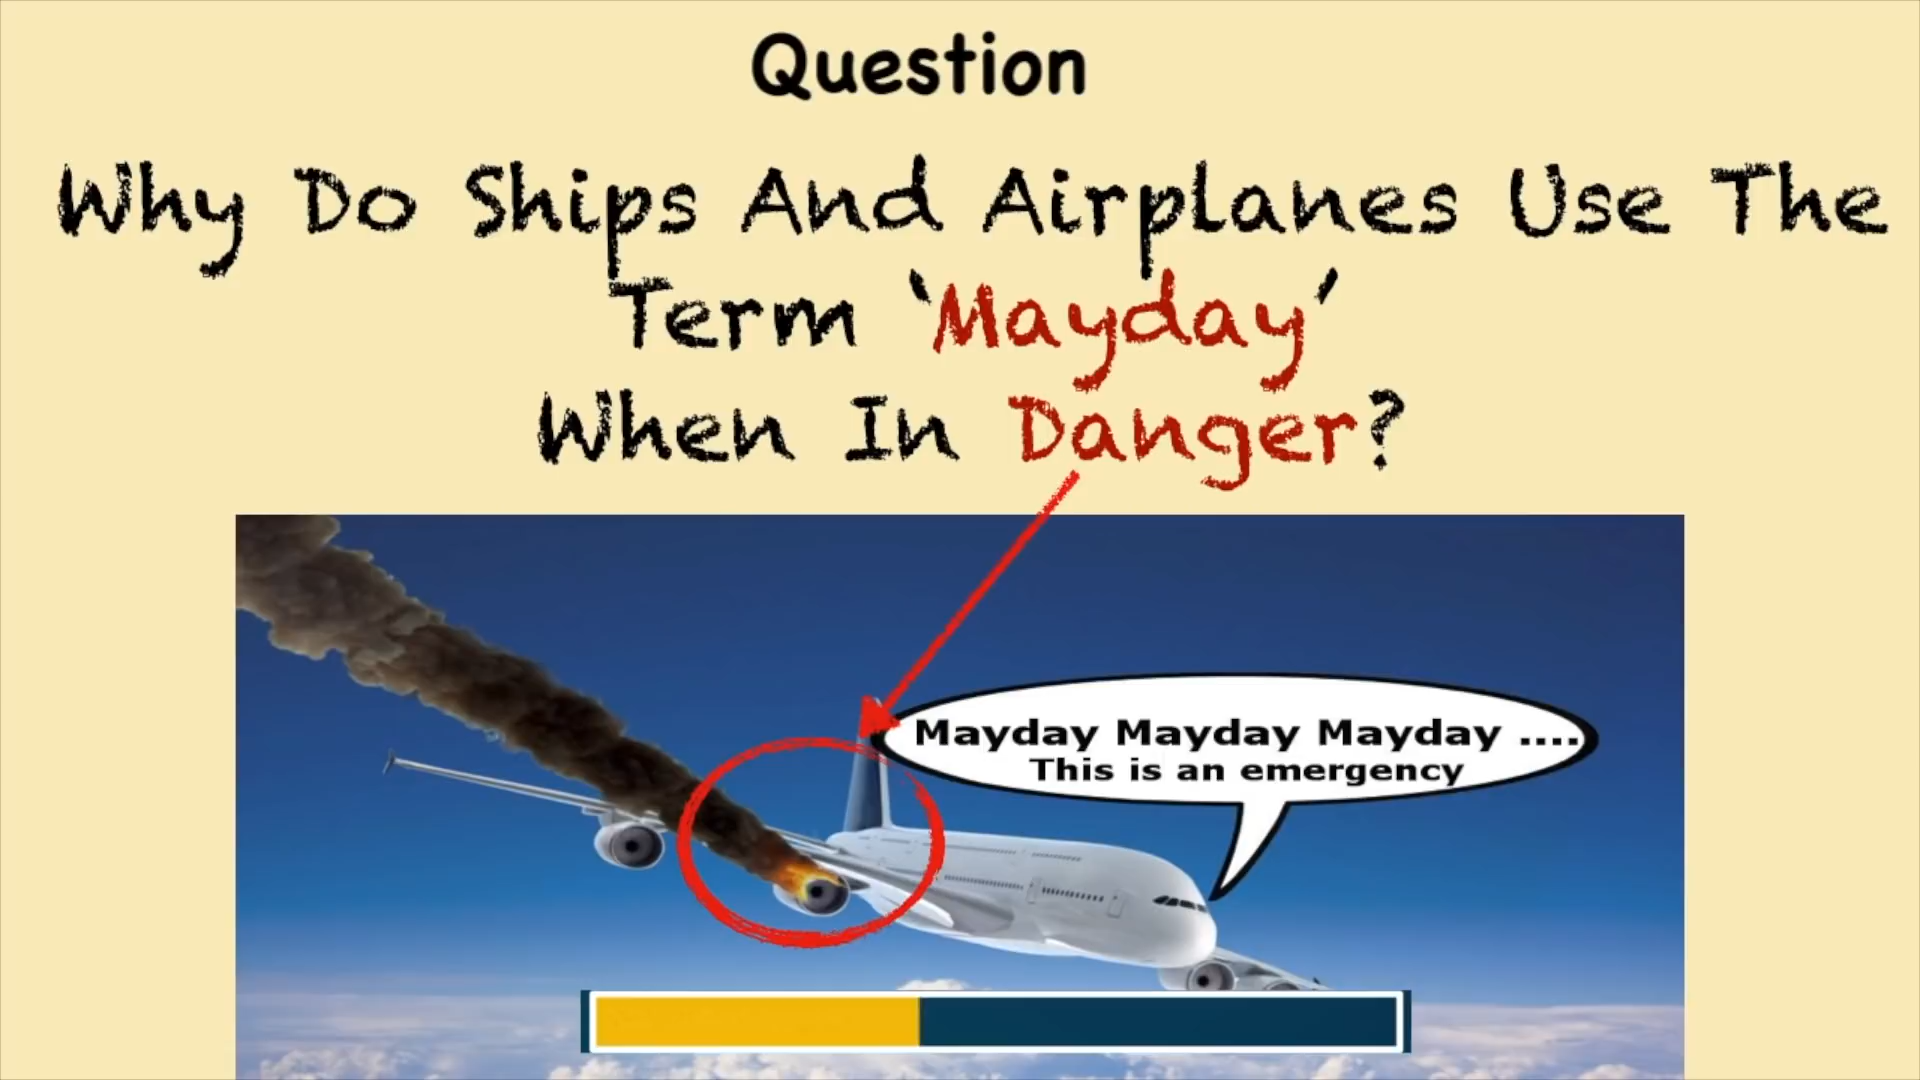 Question
Why Do Ships And Airplanes Use The
Term ‘Mayday’
When In Danger?
Mayday Mayday Mayday ....
This is an emergency